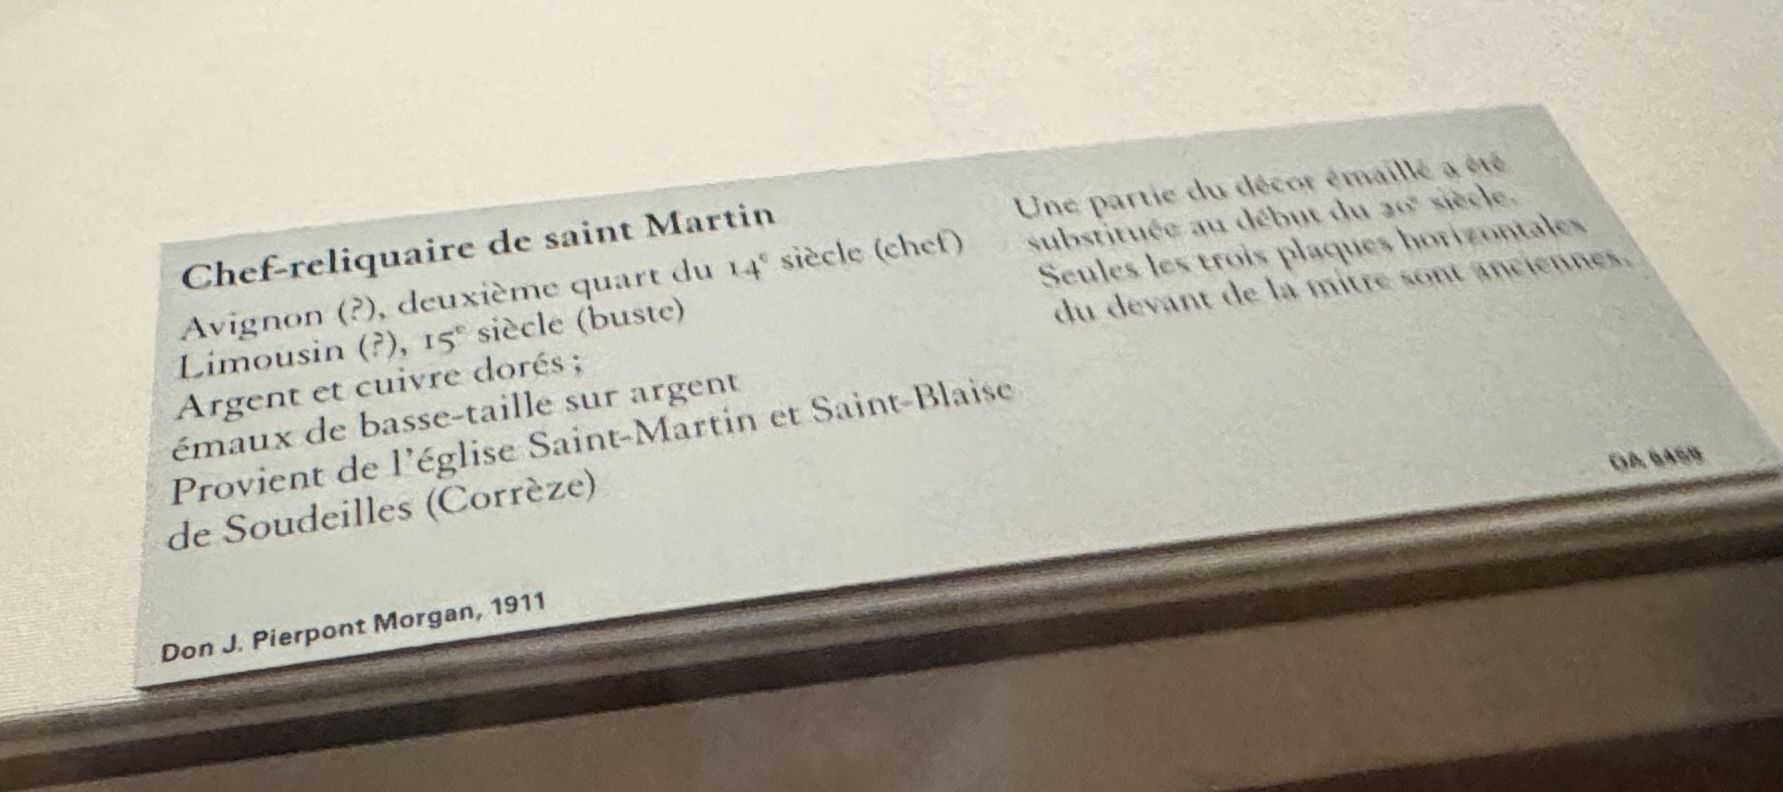 Chef-reliquaire de saint Martin
Avignon (?), deuxième quart du 14e siècle (chef)
Limousin (?), 15e siècle (buste)
Argent et cuivre dorés ;
émaux de basse-taille sur argent
Provient de l'église Saint-Martin et Saint-Blaise
de Soudeilles (Corrèze)
Don J. Pierpont Morgan, 1911
Une partie du décor émaillé a été
substituée au début du 20e siècle.
Seules les trois plaques horizontales
du devant de la mitre sont anciennes.
OA